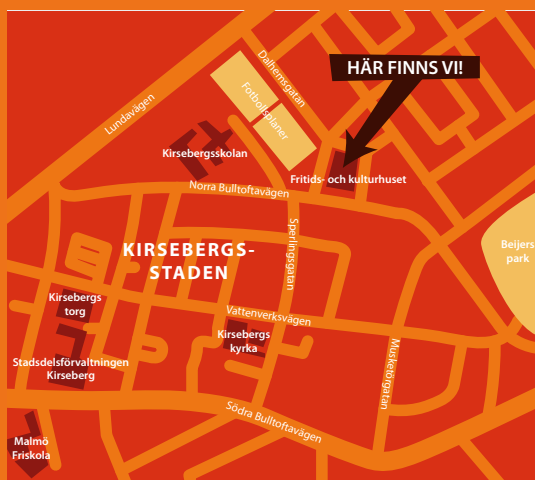 Dalhemsgatan
HÄR FINNS VI!
Fotbollsplaner
Lundavägen
Kirsebergsskolan
Fritids- och kulturhuset
Norra Bulltoftavägen
Sperlingsgatan
KIRSEBERGS-
STADEN
Beijers
park
Kirsebergs
torg
Vattenverksvägen
Kirsebergs
kyrka
Musketörgatan
Stadsdelsförvaltningen
Kirseberg
Södra Bulltoftavägen
Malmö
Friskola